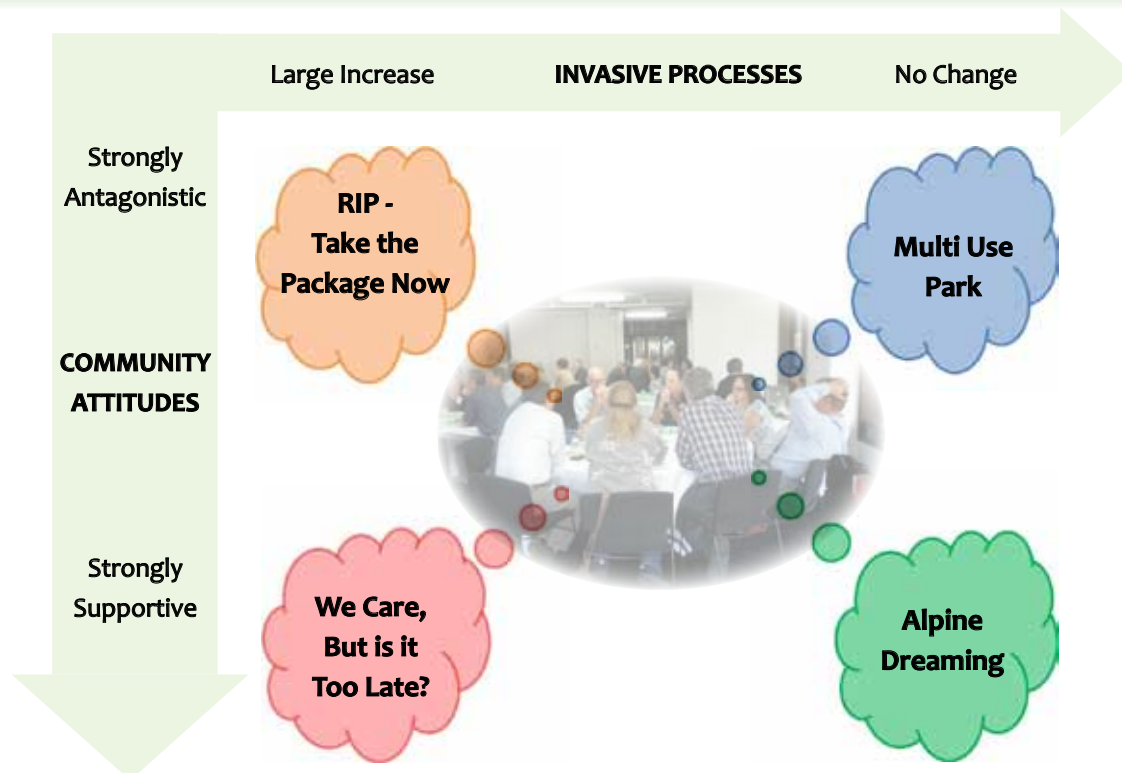 Large Increase
INVASIVE PROCESSES
No Change
Strongly
Antagonistic
COMMUNITY
ATTITUDES
Strongly
Supportive
RIP -
Take the
Package Now
Multi Use
Park
We Care,
But is it
Too Late?
Alpine
Dreaming